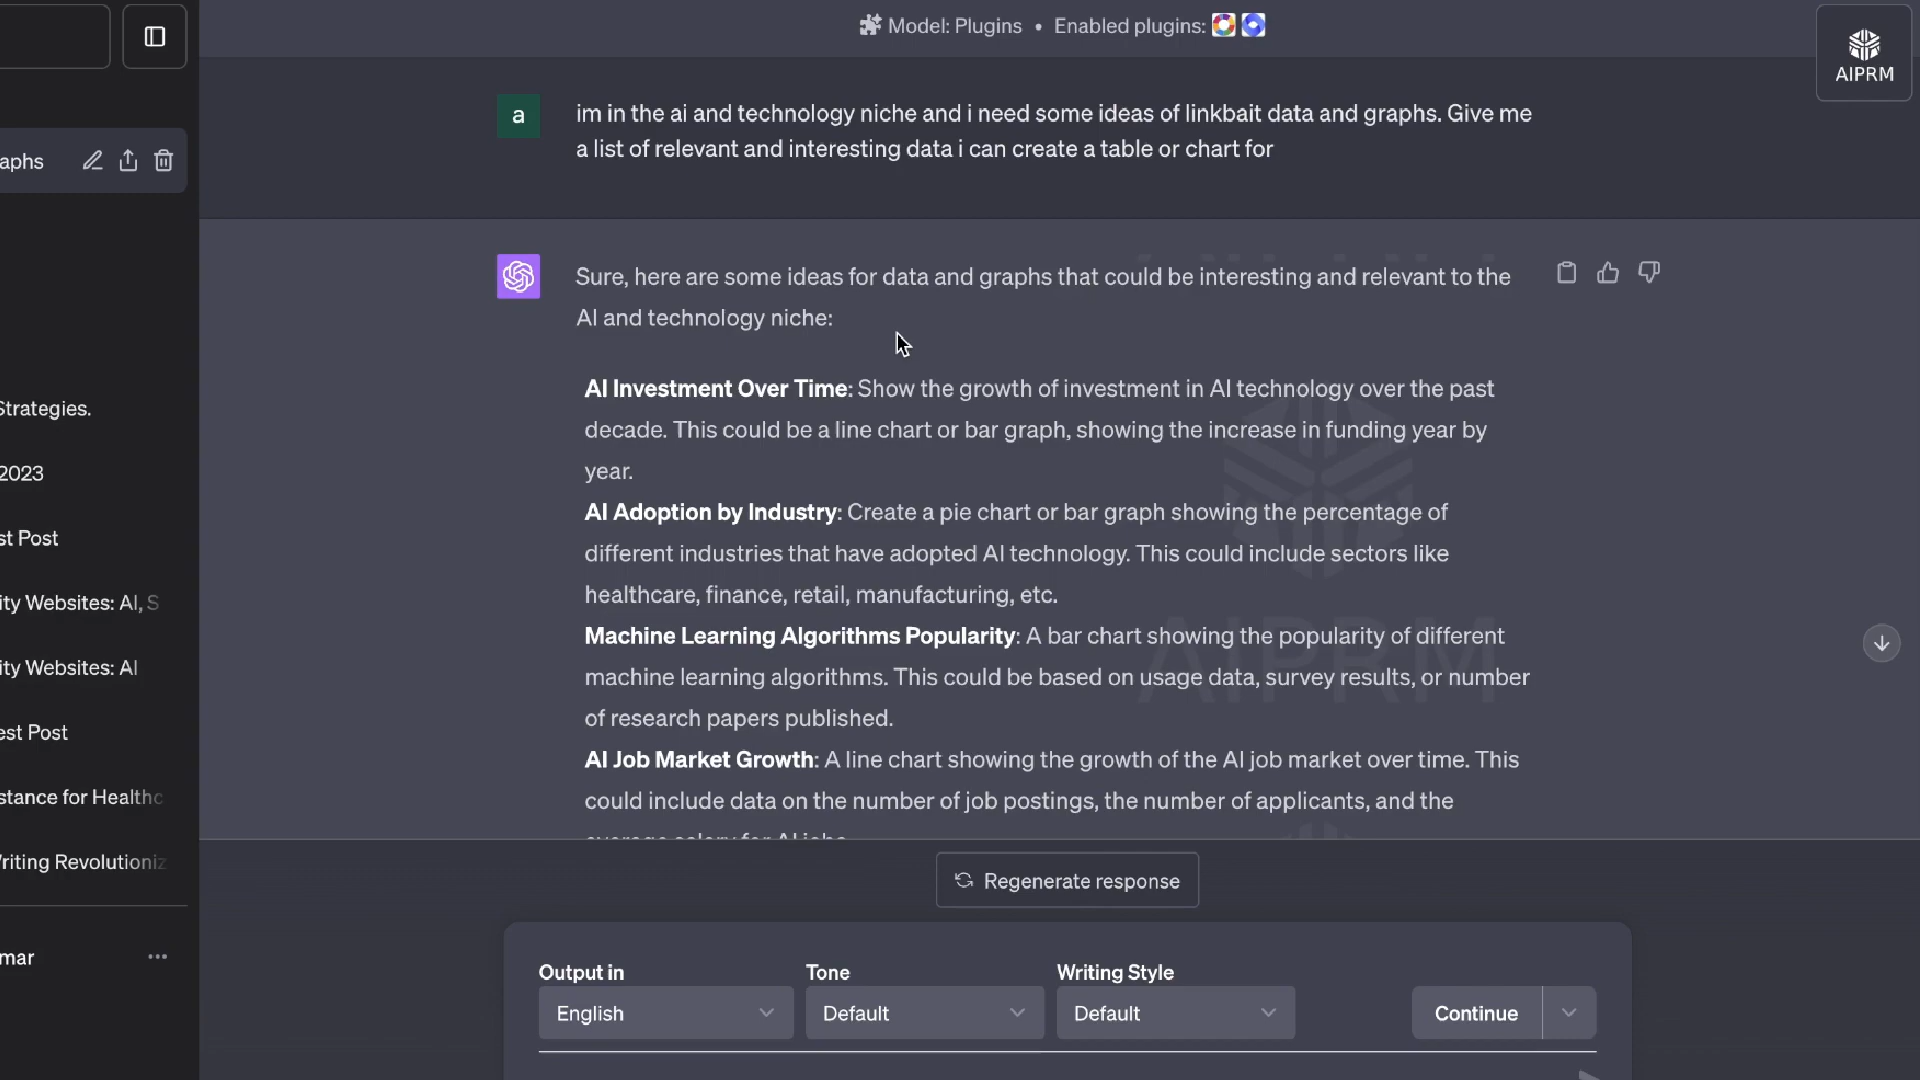 Model: Plugins • Enabled plugins:
AIPRM
a
im in the ai and technology niche and i need some ideas of linkbait data and graphs. Give me
a list of relevant and interesting data i can create a table or chart for
aphs
Sure, here are some ideas for data and graphs that could be interesting and relevant to the
AI and technology niche:
AI Investment Over Time: Show the growth of investment in AI technology over the past
decade. This could be a line chart or bar graph, showing the increase in funding year by
year.
AI Adoption by Industry: Create a pie chart or bar graph showing the percentage of
different industries that have adopted AI technology. This could include sectors like
healthcare, finance, retail, manufacturing, etc.
Machine Learning Algorithms Popularity: A bar chart showing the popularity of different
machine learning algorithms. This could be based on usage data, survey results, or number
of research papers published.
AI Job Market Growth: A line chart showing the growth of the AI job market over time. This
could include data on the number of job postings, the number of applicants, and the
average salary for AI jobs
AIPRM
Strategies.
2023
st Post
ity Websites: AI, S
ity Websites: AI
est Post
stance for Healthc
Writing Revolutioniz
mar
Regenerate response
Output in
Tone
Writing Style
English
Default
Default
Continue